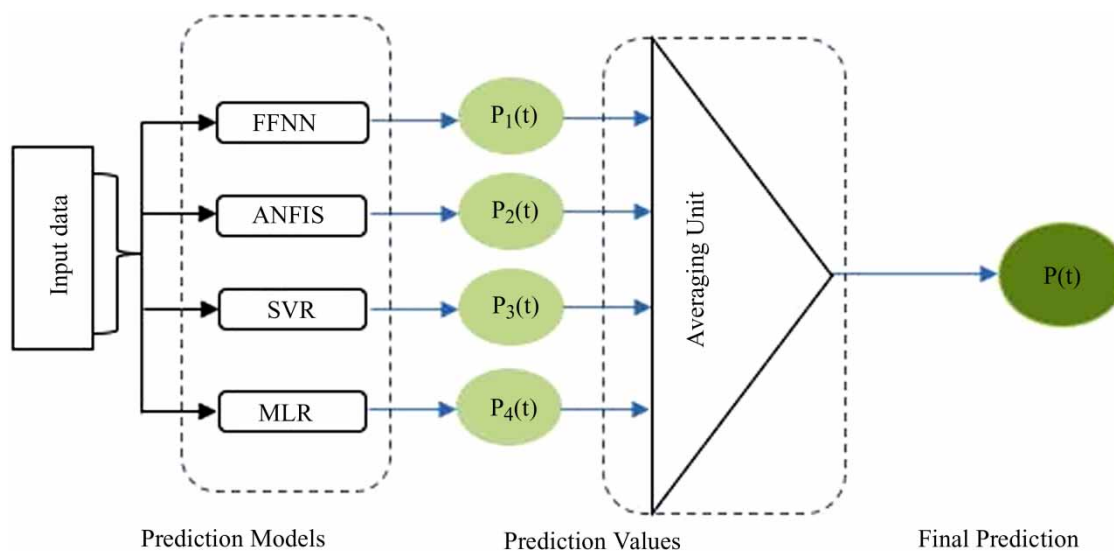 Input data
FFNN
ANFIS
SVR
MLR
P1(t)
P2(t)
P3(t)
P4(t)
Averaging Unit
P(t)
Prediction Models
Prediction Values
Final Prediction